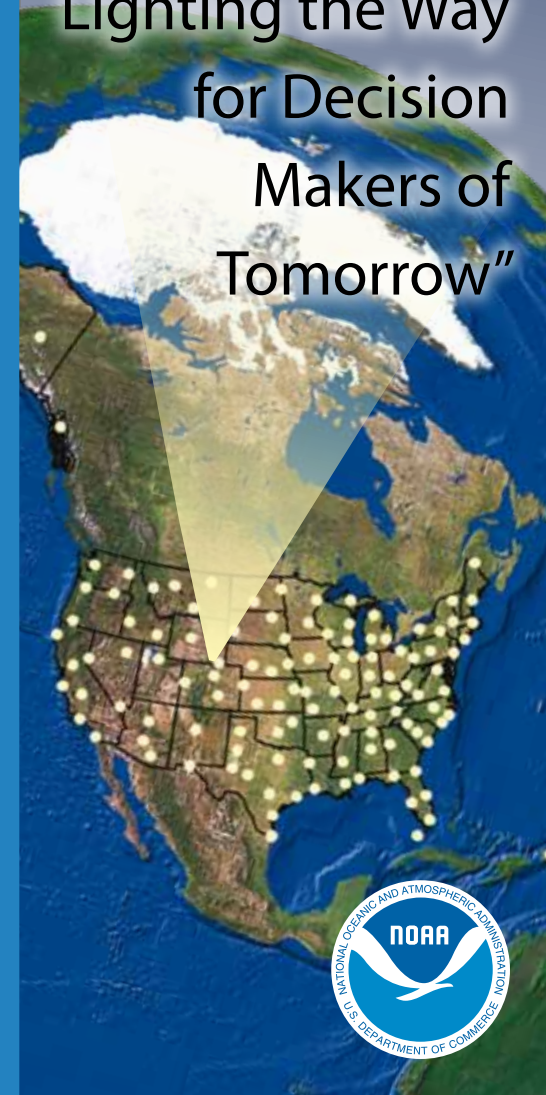 Lighting the Way
for Decision
Makers of
Tomorrow”
NATIONAL OCEANIC AND ATMOSPHERIC ADMINISTRATION
NOAA
U.S. DEPARTMENT OF COMMERCE